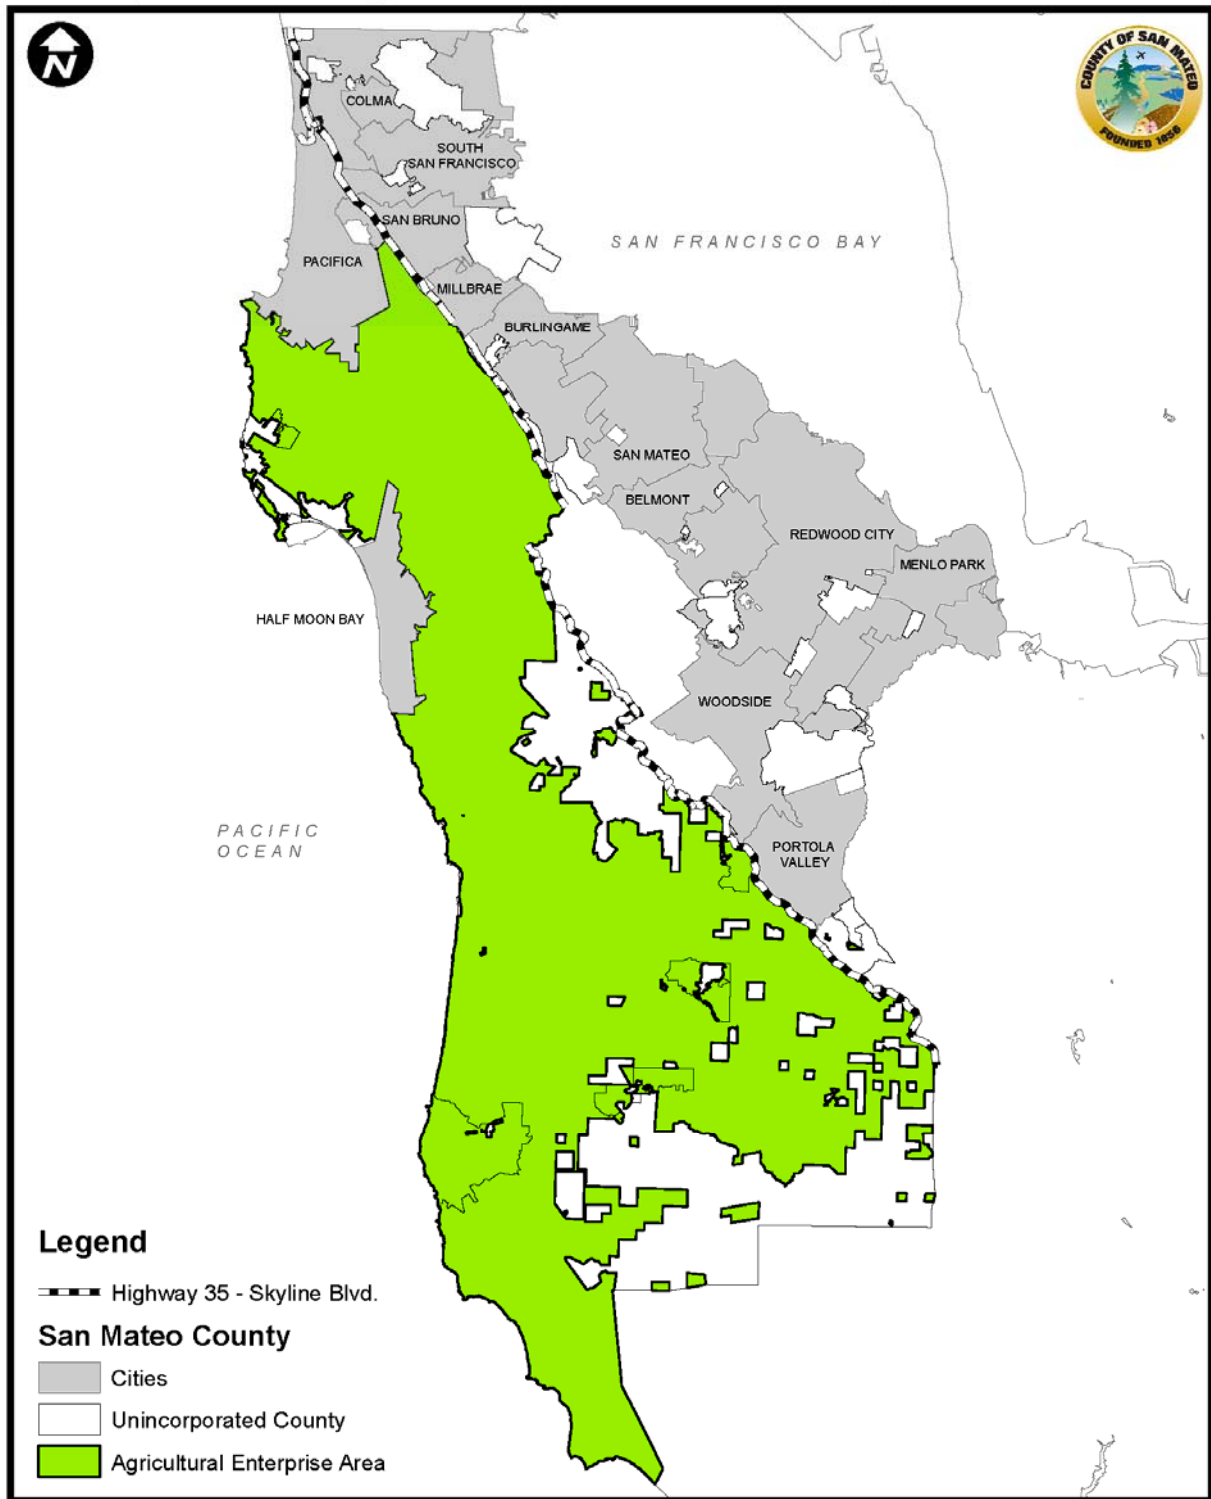 N
COUNTY OF SAN MATEO
FOUNDED 1856
COLMA
SOUTH
SAN FRANCISCO
SAN BRUNO
SAN FRANCISCO BAY
PACIFICA
MILLBRAE
BURLINGAME
SAN MATEO
BELMONT
REDWOOD CITY
MENLO PARK
HALF MOON BAY
WOODSIDE
PACIFIC
OCEAN
PORTOLA
VALLEY
Legend
Highway 35 - Skyline Blvd.
San Mateo County
Cities
Unincorporated County
Agricultural Enterprise Area